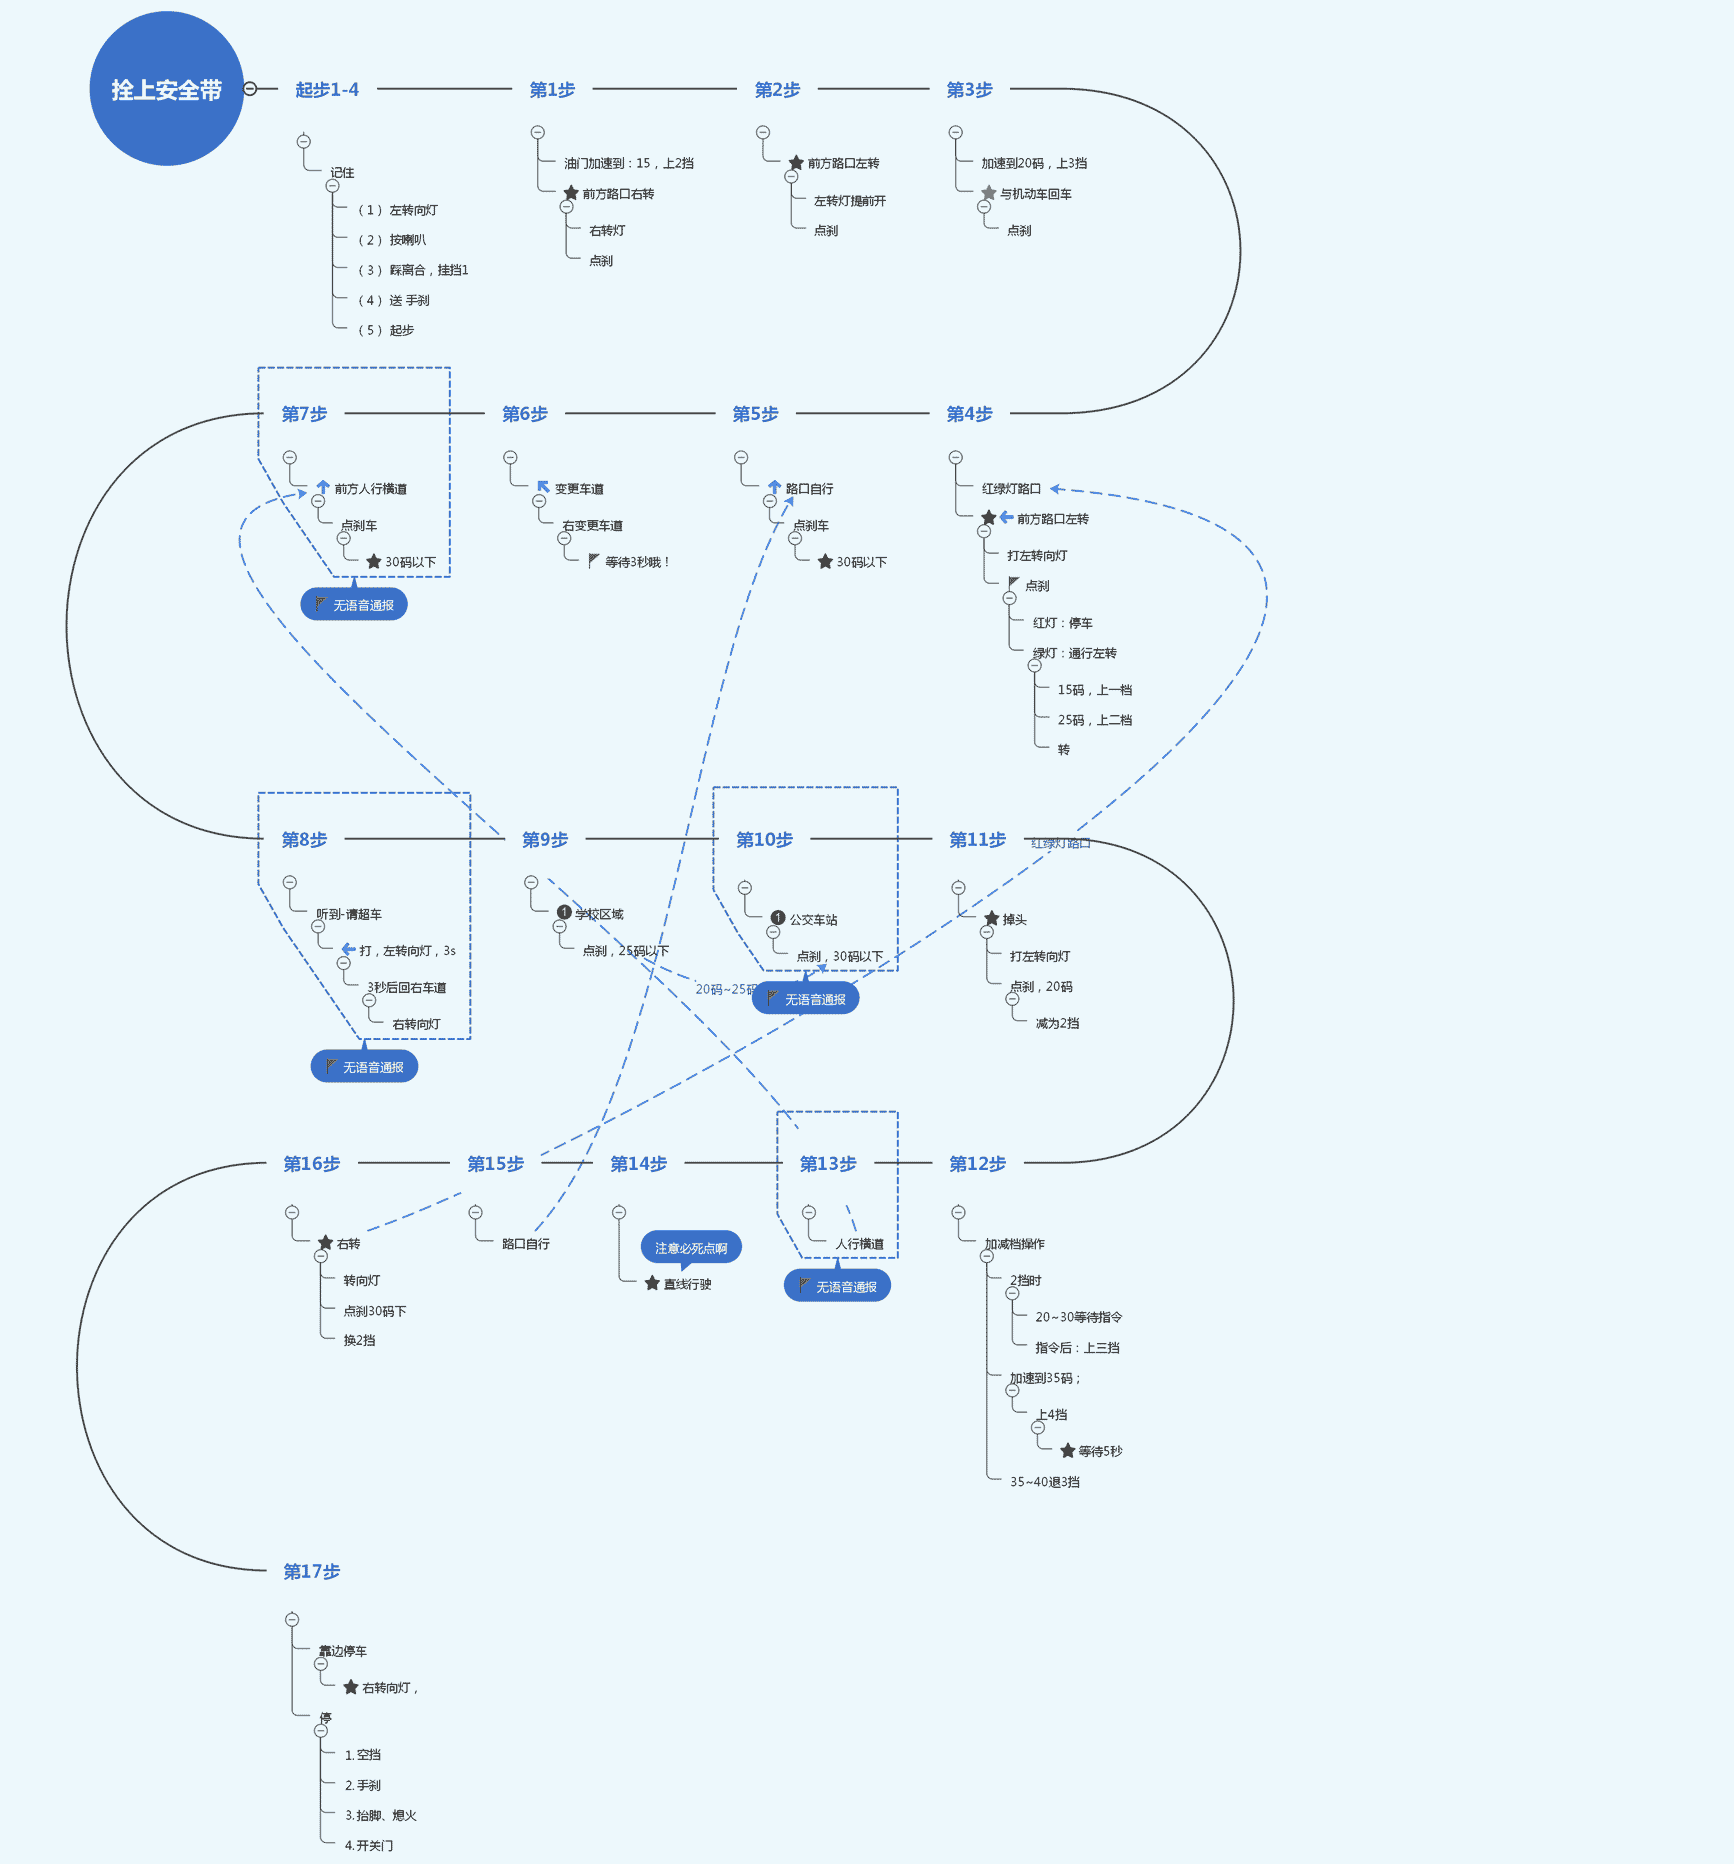 拴上安全带
起步1-4
记住
（1） 左转向灯
（2） 按喇叭
（3） 踩离合，挂挡1
（4） 送 手刹
（5） 起步
第1步
油门加速到：15，上2挡
前方路口右转
右转灯
点刹
第2步
前方路口左转
左转灯提前开
点刹
第3步
加速到20码，上3挡
与机动车回车
点刹
第4步
红绿灯路口
前方路口左转
打左转向灯
点刹
红灯：停车
绿灯：通行左转
15码，上一档
25码，上二档
转
第5步
路口自行
点刹车
30码以下
第6步
变更车道
右变更车道
等待3秒哦！
第7步
前方人行横道
点刹车
30码以下
无语音通报
第8步
听到-请超车
打，左转向灯，3s
3秒后回右车道
右转向灯
无语音通报
第9步
1
学校区域
点刹，25码以下
20码~25码
第10步
1
公交车站
点刹，30码以下
无语音通报
第11步
红绿灯路口
掉头
打左转向灯
点刹，20码
减为2挡
第12步
加减档操作
2挡时
20~30等待指令
指令后：上三挡
加速到35码；
上4挡
等待5秒
35~40退3挡
第13步
人行横道
无语音通报
第14步
注意必死点啊
直线行驶
第15步
路口自行
第16步
右转
转向灯
点刹30码下
换2挡
第17步
靠边停车
右转向灯，
停
1.空挡
2.手刹
3.抬脚、熄火
4.开关门